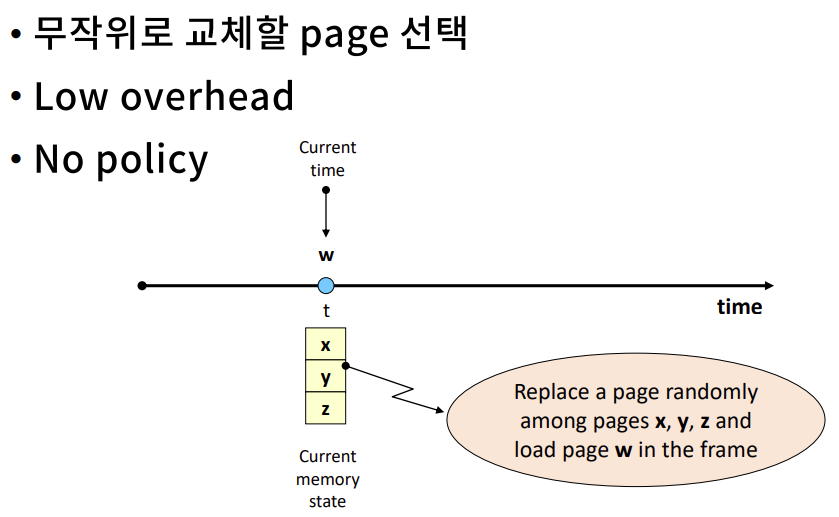 • 무작위로 교체할 page 선택
• Low overhead
• No policy
Current
time
w
time
t
x
y
z
Replace a page randomly
among pages x, y, z and
load page w in the frame
Current
memory
state